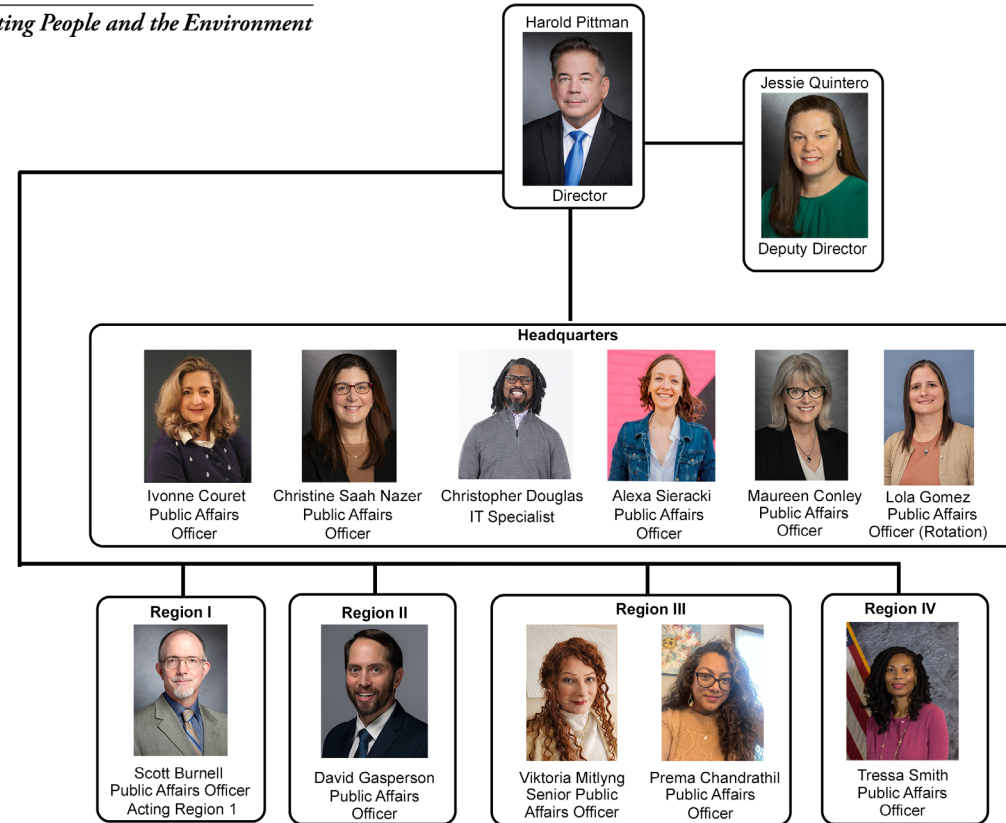 ting People and the Environment
Harold Pittman
Director
Jessie Quintero
Deputy Director
Headquarters
Ivonne Couret
Public Affairs
Officer
Christine Saah Nazer
Public Affairs
Officer
Christopher Douglas
IT Specialist
Alexa Sieracki
Public Affairs
Officer
Maureen Conley
Public Affairs
Officer
Lola Gomez
Public Affairs
Officer (Rotation)
Region I
Scott Burnell
Public Affairs Officer
Acting Region 1
Region II
David Gasperson
Public Affairs
Officer
Region III
Viktoria Mitlyng
Senior Public
Affairs Officer
Prema Chandrathil
Public Affairs
Officer
Region IV
Tressa Smith
Public Affairs
Officer